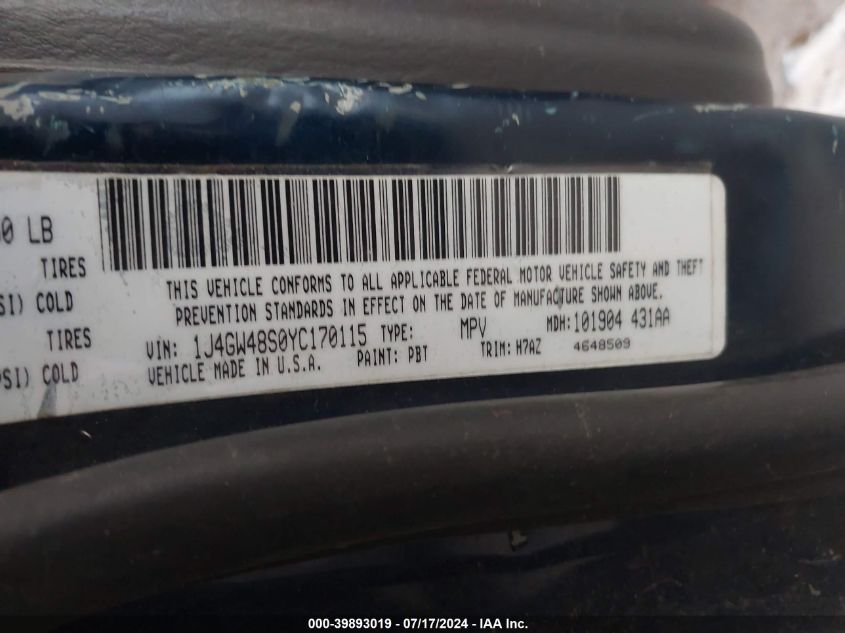 0 LB
TIRES
SI) COLD
TIRES
PSI) COLD
THIS VEHICLE CONFORMS TO ALL APPLICABLE FEDERAL MOTOR VEHICLE SAFETY AND THEFT
PREVENTION STANDARDS IN EFFECT ON THE DATE OF MANUFACTURE SHOWN ABOVE.
VIN: 1J4GW48S0YC170115 TYPE: MPV MDH: 101904 431AA
VEHICLE MADE IN U.S.A. PAINT: PBT TRIM: H7AZ 4648509
000-39893019 - 07/17/2024 - IAA Inc.